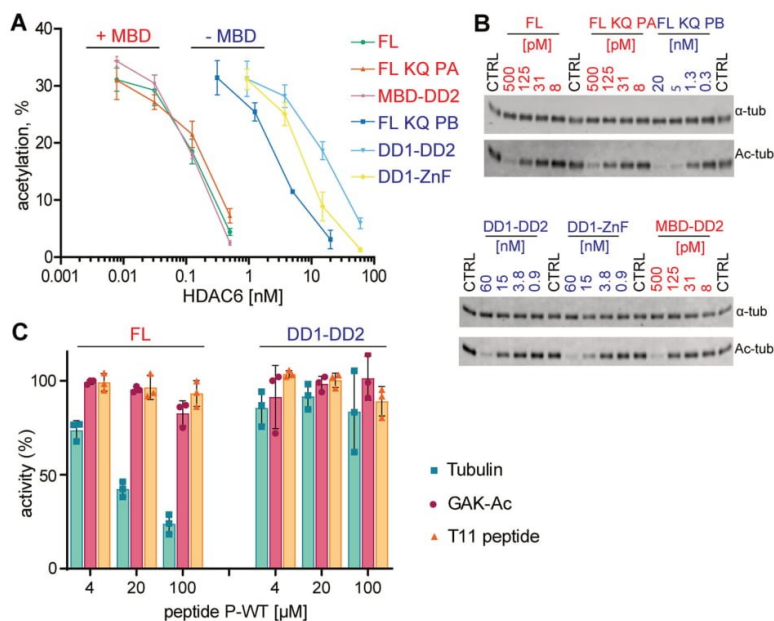 A
+ MBD
- MBD
acetylation, %
40
30
20
10
0
0.001
0.01
0.1
1
10
100
HDAC6 [nM]
FL
FL KQ PA
MBD-DD2
FL KQ PB
DD1-DD2
DD1-ZnF
B
FL
FL KQ PA
FL KQ PB
[pM]
[pM]
[nM]
CTRL 500 125 31 8 CTRL 500 125 31 8 20 5 1.3 0.3 CTRL
α-tub
Ac-tub
DD1-DD2
DD1-ZnF
MBD-DD2
[nM]
[nM]
[pM]
CTRL 60 15 3.8 0.9 CTRL 60 15 3.8 0.9 CTRL 500 125 31 8 CTRL
α-tub
Ac-tub
C
FL
DD1-DD2
activity (%)
100
50
0
4
20
100
4
20
100
peptide P-WT [µM]
Tubulin
GAK-Ac
T11 peptide